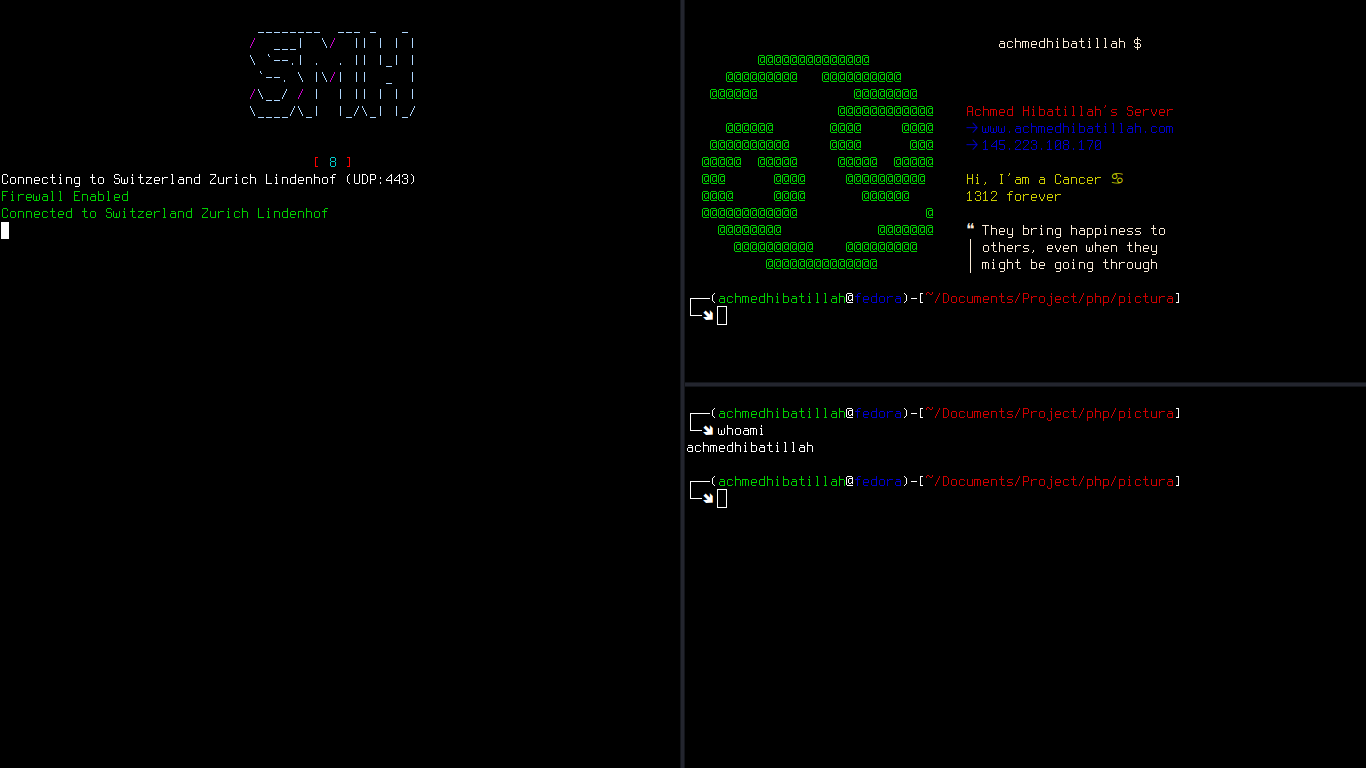 [ 8 ]
Connecting to Switzerland Zurich Lindenhof (UDP:443)
Firewall Enabled
Connected to Switzerland Zurich Lindenhof
achmedhibatillah $
Achmed Hibatillah's Server
→www.achmedhibatillah.com
→145.223.108.170
Hi, I'am a Cancer ♋
1312 forever
❝ They bring happiness to
others, even when they
might be going through
┌──(achmedhibatillah@fedora)-[~/Documents/Project/php/pictura]
└─
┌──(achmedhibatillah@fedora)-[~/Documents/Project/php/pictura]
└─whoami
achmedhibatillah
┌──(achmedhibatillah@fedora)-[~/Documents/Project/php/pictura]
└─